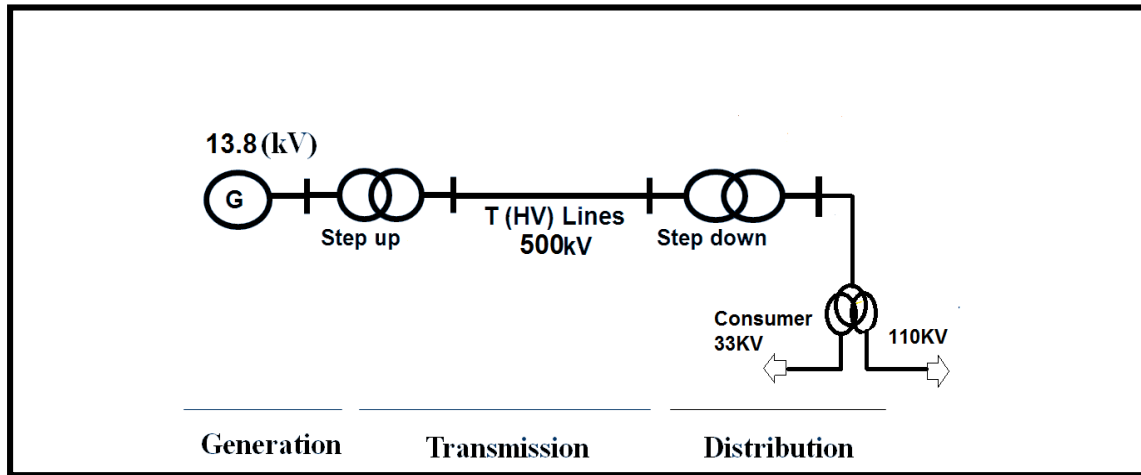 13.8 (kV)
G
Step up
T (HV) Lines
500kV
Step down
Consumer
33KV
110KV
Generation
Transmission
Distribution